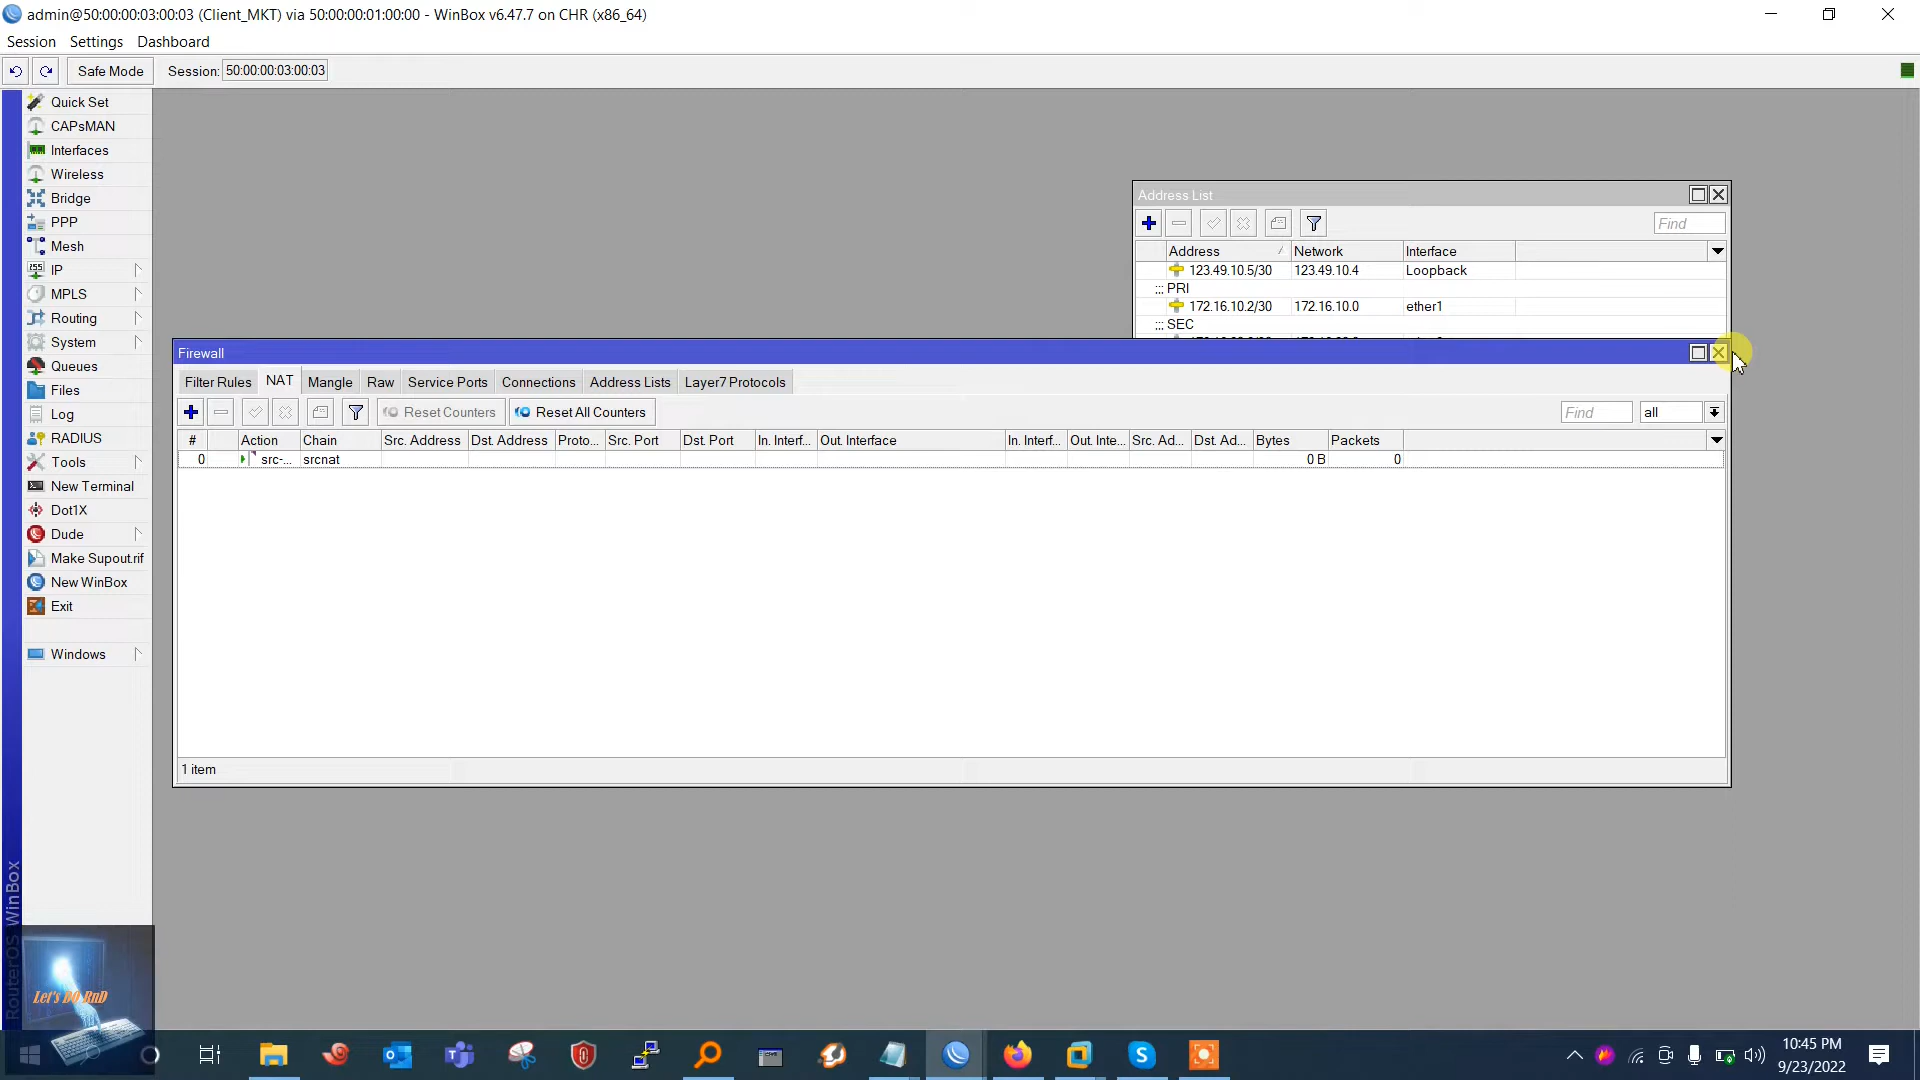 admin@50:00:00:03:00:03 (Client_MKT) via 50:00:00:01:00:00 - WinBox v6.47.7 on CHR (x86_64)
Session Settings Dashboard
Safe Mode Session: 50:00:00:03:00:03
Quick Set
CAPsMAN
Interfaces
Wireless
Bridge
PPP
Mesh
IP
MPLS
Routing
System
Queues
Files
Log
RADIUS
Tools
New Terminal
Dot1X
Dude
Make Supout.rif
New WinBox
Exit
Windows
RouterOS WinBox
Let's DO RnD
Address List
Find
Address Network Interface
123.49.10.5/30 123.49.10.4 Loopback
;;; PRI
172.16.10.2/30 172.16.10.0 ether1
;;; SEC
Firewall
Filter Rules NAT Mangle Raw Service Ports Connections Address Lists Layer7 Protocols
Reset Counters Reset All Counters Find all
# Action Chain Src. Address Dst. Address Proto... Src. Port Dst. Port In. Interf... Out. Interface In. Interf... Out. Inte... Src. Ad... Dst. Ad... Bytes Packets
0 src-... srcnat 0 B 0
1 item
10:45 PM
9/23/2022